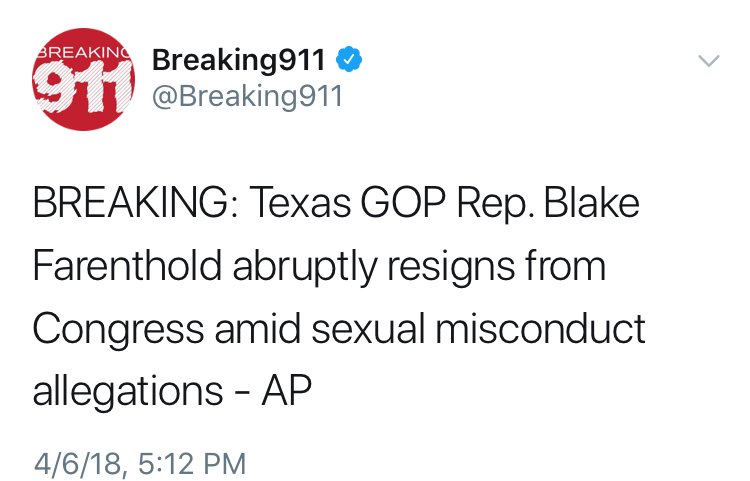 BREAKING
911
Breaking911
@Breaking911
BREAKING: Texas GOP Rep. Blake
Farenthold abruptly resigns from
Congress amid sexual misconduct
allegations - AP
4/6/18, 5:12 PM